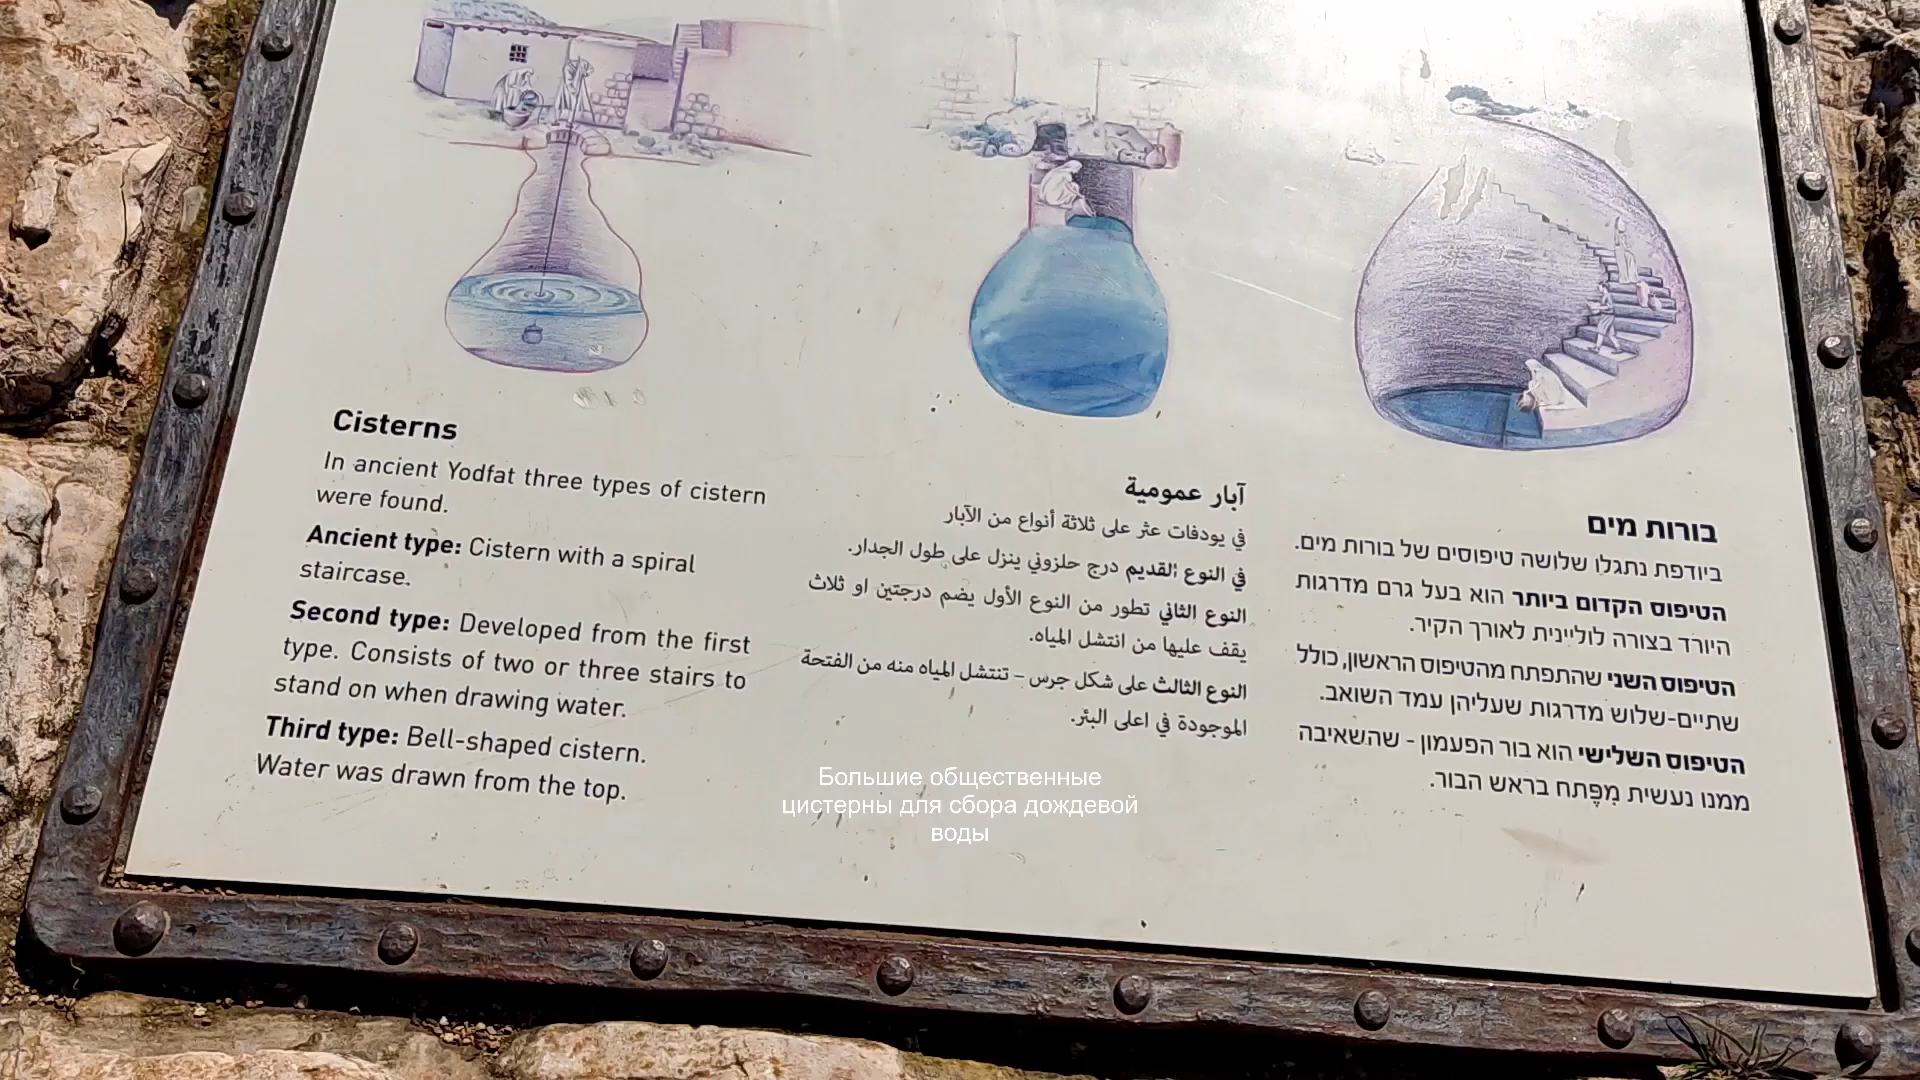 Cisterns
In ancient Yodfat three types of cistern
were found.
Ancient type: Cistern with a spiral
staircase.
Second type: Developed from the first
type. Consists of two or three stairs to
stand on when drawing water.
Third type: Bell-shaped cistern.
Water was drawn from the top.
آبار عمومية
في يودفات عثر على ثلاثة أنواع من الآبار
في النوع القديم درج حلزوني ينزل على طول الجدار.
النوع الثاني تطور من النوع الأول يضم درجتين او ثلاث
يقف عليها من انتشل المياه.
النوع الثالث على شكل جرس – تنتشل المياه منه من الفتحة
الموجودة في اعلى البئر.
בורות מים
ביודפת נתגלו שלושה טיפוסים של בורות מים.
הטיפוס הקדום ביותר הוא בעל גרם מדרגות
היורד בצורה לוליינית לאורך הקיר.
הטיפוס השני שהתפתח מהטיפוס הראשון, כולל
שתיים-שלוש מדרגות שעליהן עמד השואב.
הטיפוס השלישי הוא בור הפעמון - שהשאיבה
ממנו נעשית מִפֶּתח בראש הבור.
Большие общественные
цистерны для сбора дождевой
воды